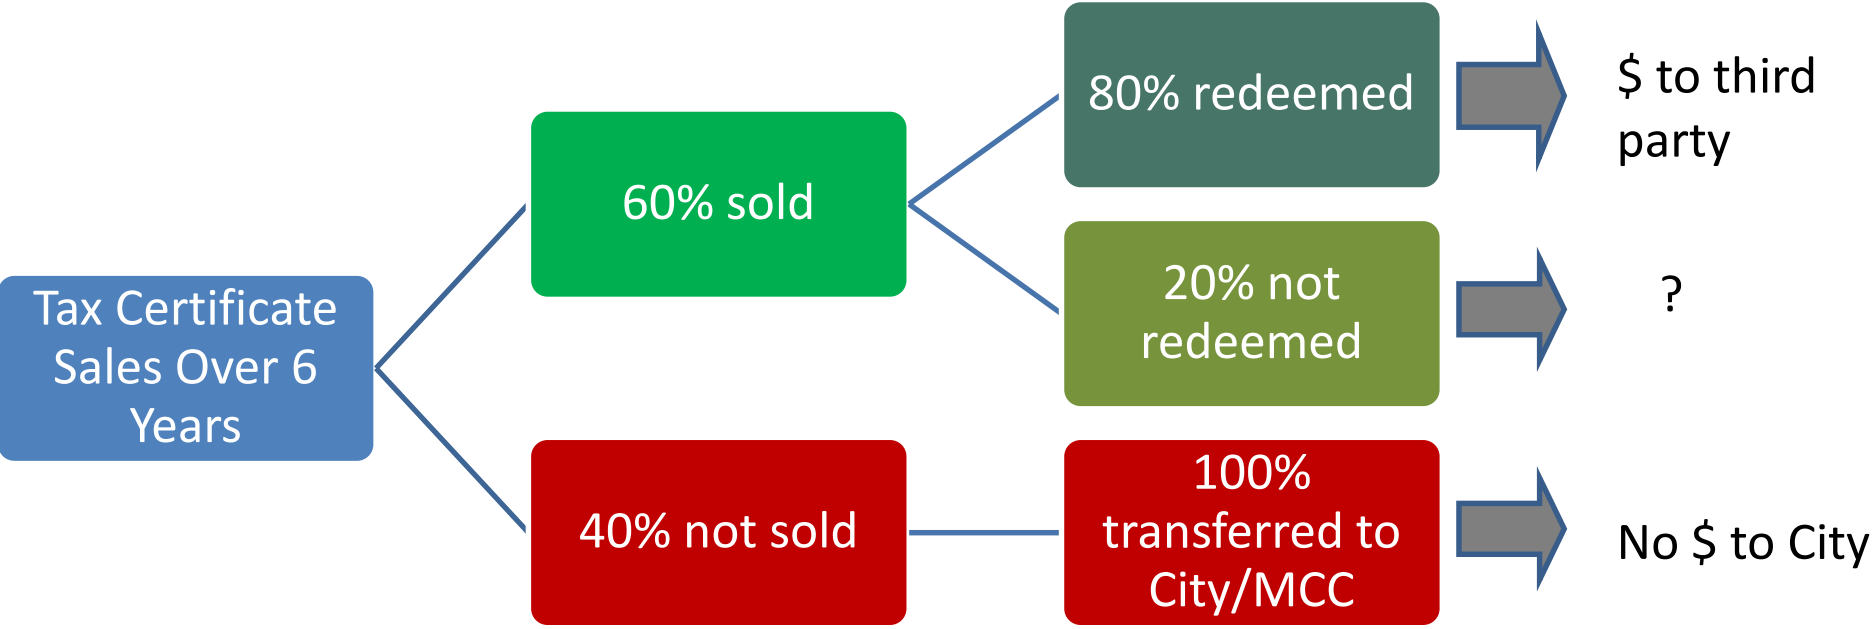 Tax Certificate
Sales Over 6
Years
60% sold
40% not sold
80% redeemed
20% not
redeemed
100%
transferred to
City/MCC
$ to third
party
?
No $ to City